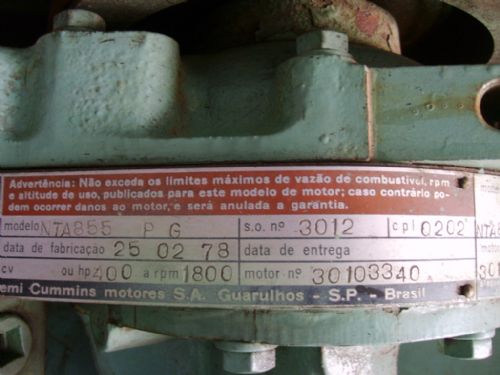 Advertência: Não exceda os limites máximos de vazão de combustível, rpm
e altitude de uso, publicados para este modelo de motor; caso contrário po-
dem ocorrer danos ao motor, e será anulada a garantia.
modelo NTA855 P G s.o. nº 3012 cpl 0202 NTA8
data de fabricação 25 02 78 data de entrega
cv ou hp 400 a rpm 1800 motor nº 30103340 301
emi Cummins motores S.A. Guarulhos - S.P. - Brasil